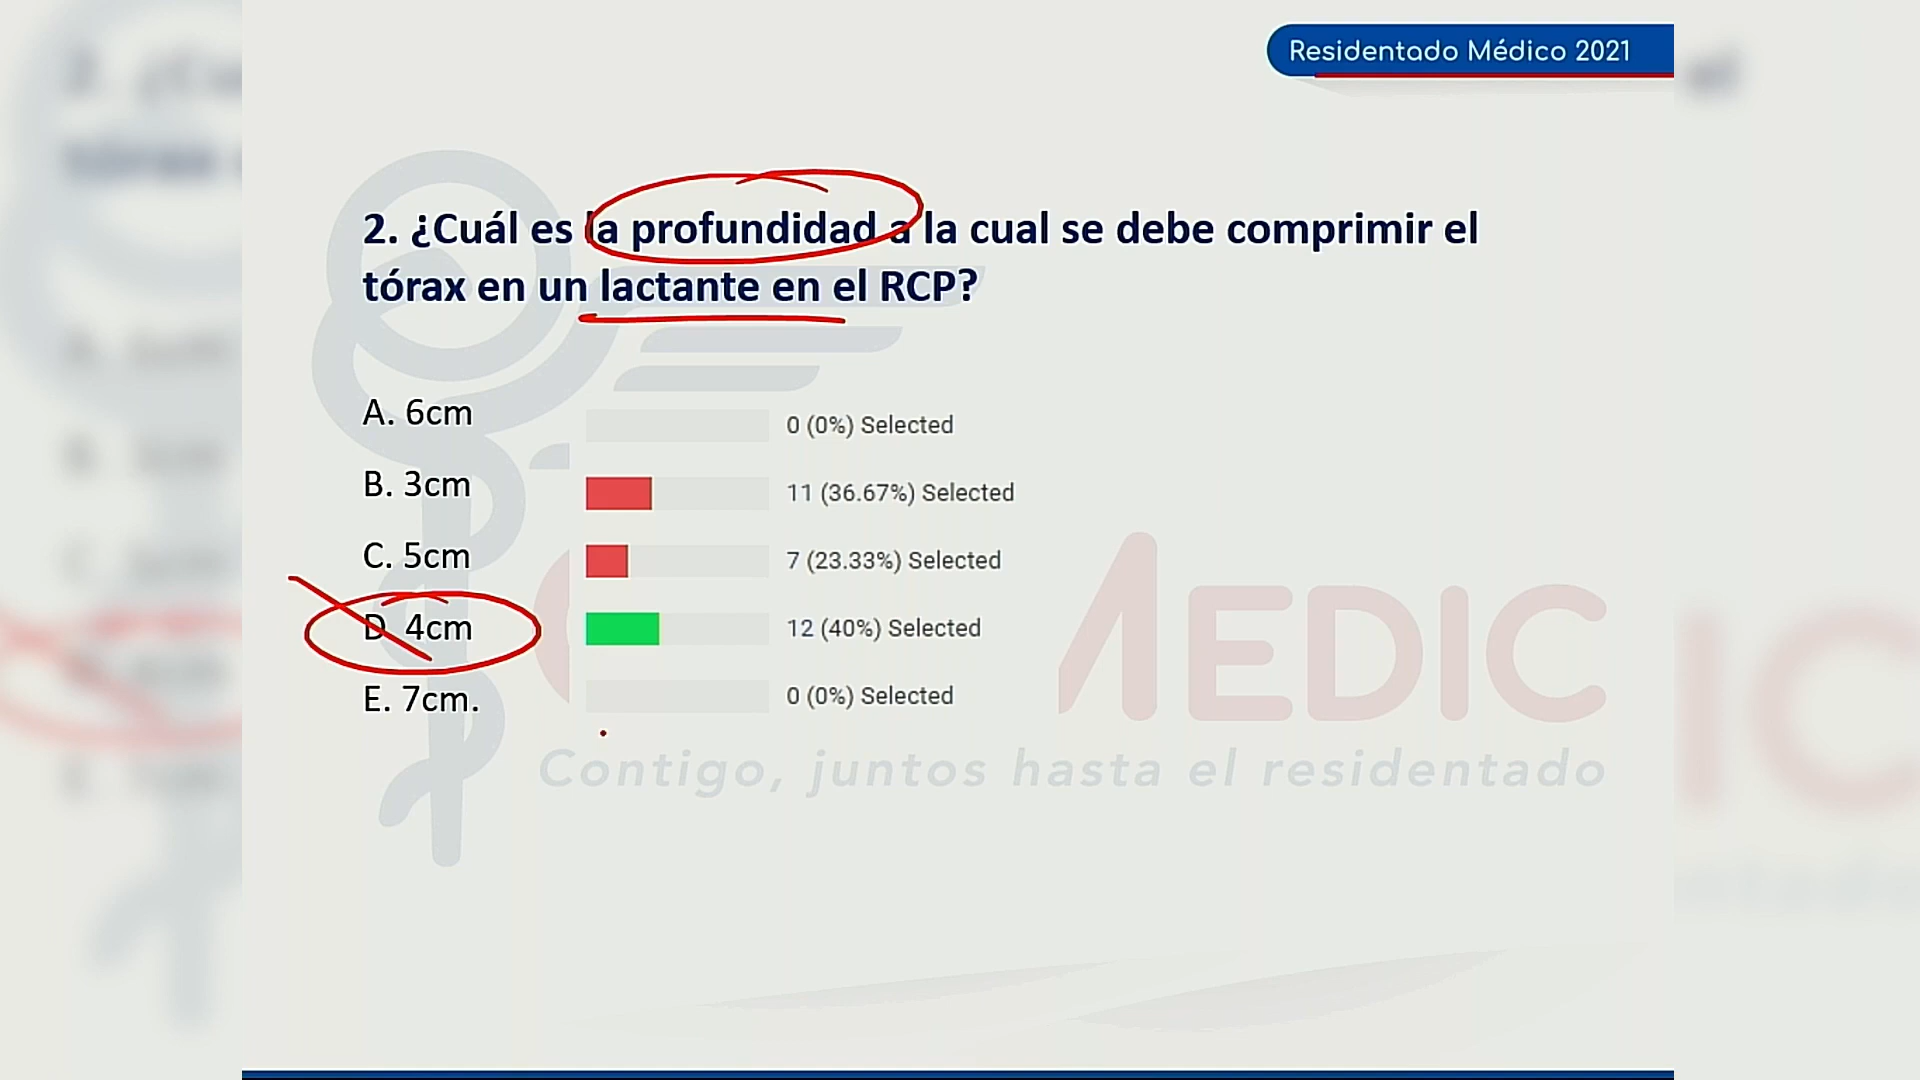 Residentado Médico 2021
2. ¿Cuál es la profundidad a la cual se debe comprimir el
tórax en un lactante en el RCP?
A. 6cm
0 (0%) Selected
B. 3cm
11 (36.67%) Selected
C. 5cm
7 (23.33%) Selected
D. 4cm
12 (40%) Selected
E. 7cm.
0 (0%) Selected
MEDIC
Contigo, juntos hasta el residentado